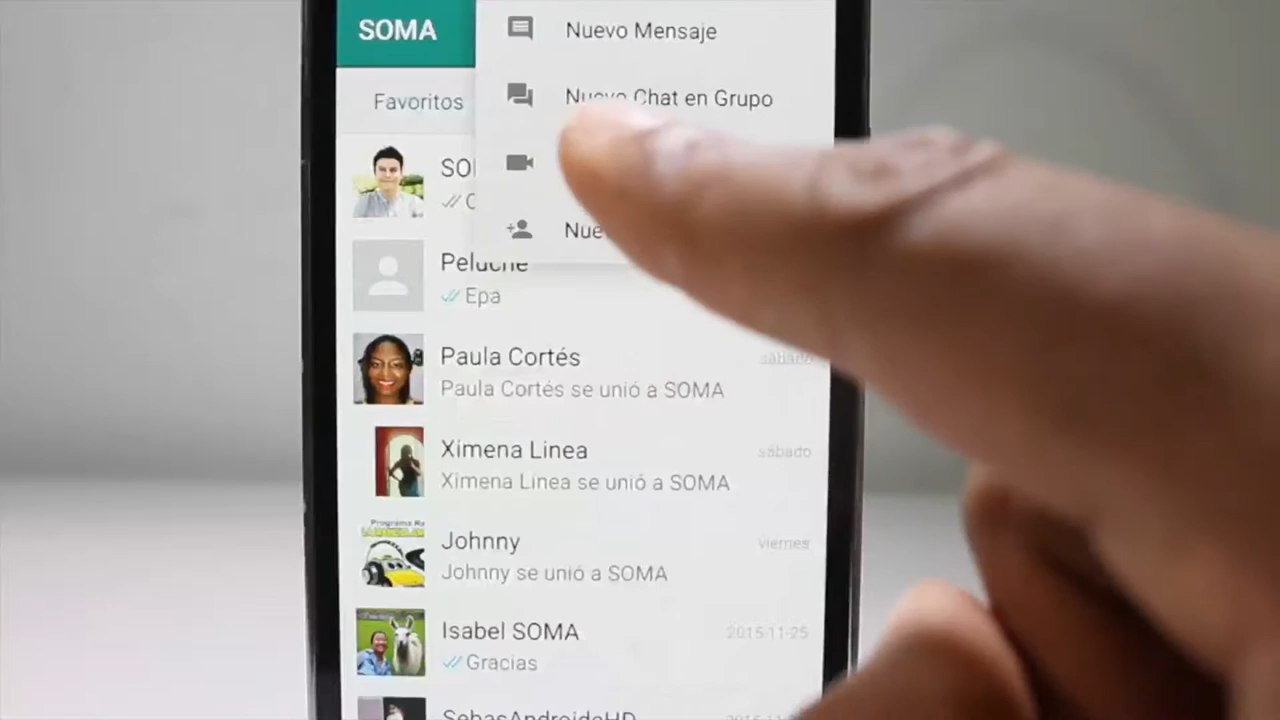 SOMA
Nuevo Mensaje
Nuevo Chat en Grupo
Favoritos
Peluche
Epa
Paula Cortés
sábado
Paula Cortés se unió a SOMA
Ximena Linea
sábado
Ximena Linea se unió a SOMA
Programa
Johnny
viernes
Johnny se unió a SOMA
Isabel SOMA
2015-11-25
Gracias
SebasAndroideHD